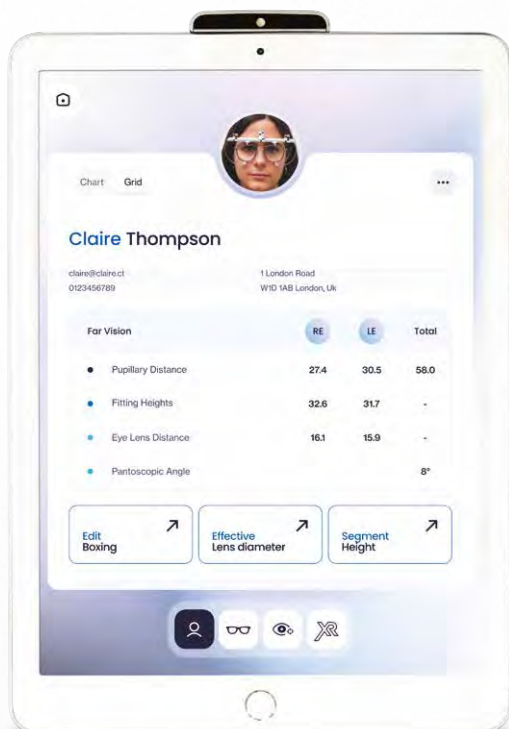 Chart Grid
•••
Claire Thompson
claire@claire.ct 1 London Road
0123456789 W1D 1AB London, Uk
Far Vision RE LE Total
Pupillary Distance 27.4 30.5 58.0
Fitting Heights 32.6 31.7 -
Eye Lens Distance 16.1 15.9 -
Pantoscopic Angle 8°
Edit Boxing
Effective Lens diameter
Segment Height
XR